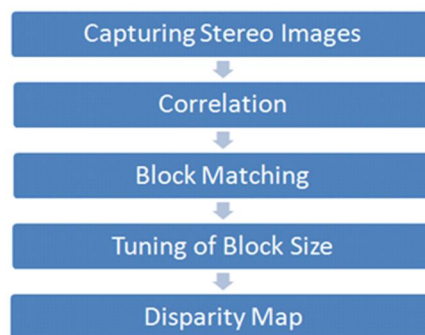 Capturing Stereo Images
Correlation
Block Matching
Tuning of Block Size
Disparity Map